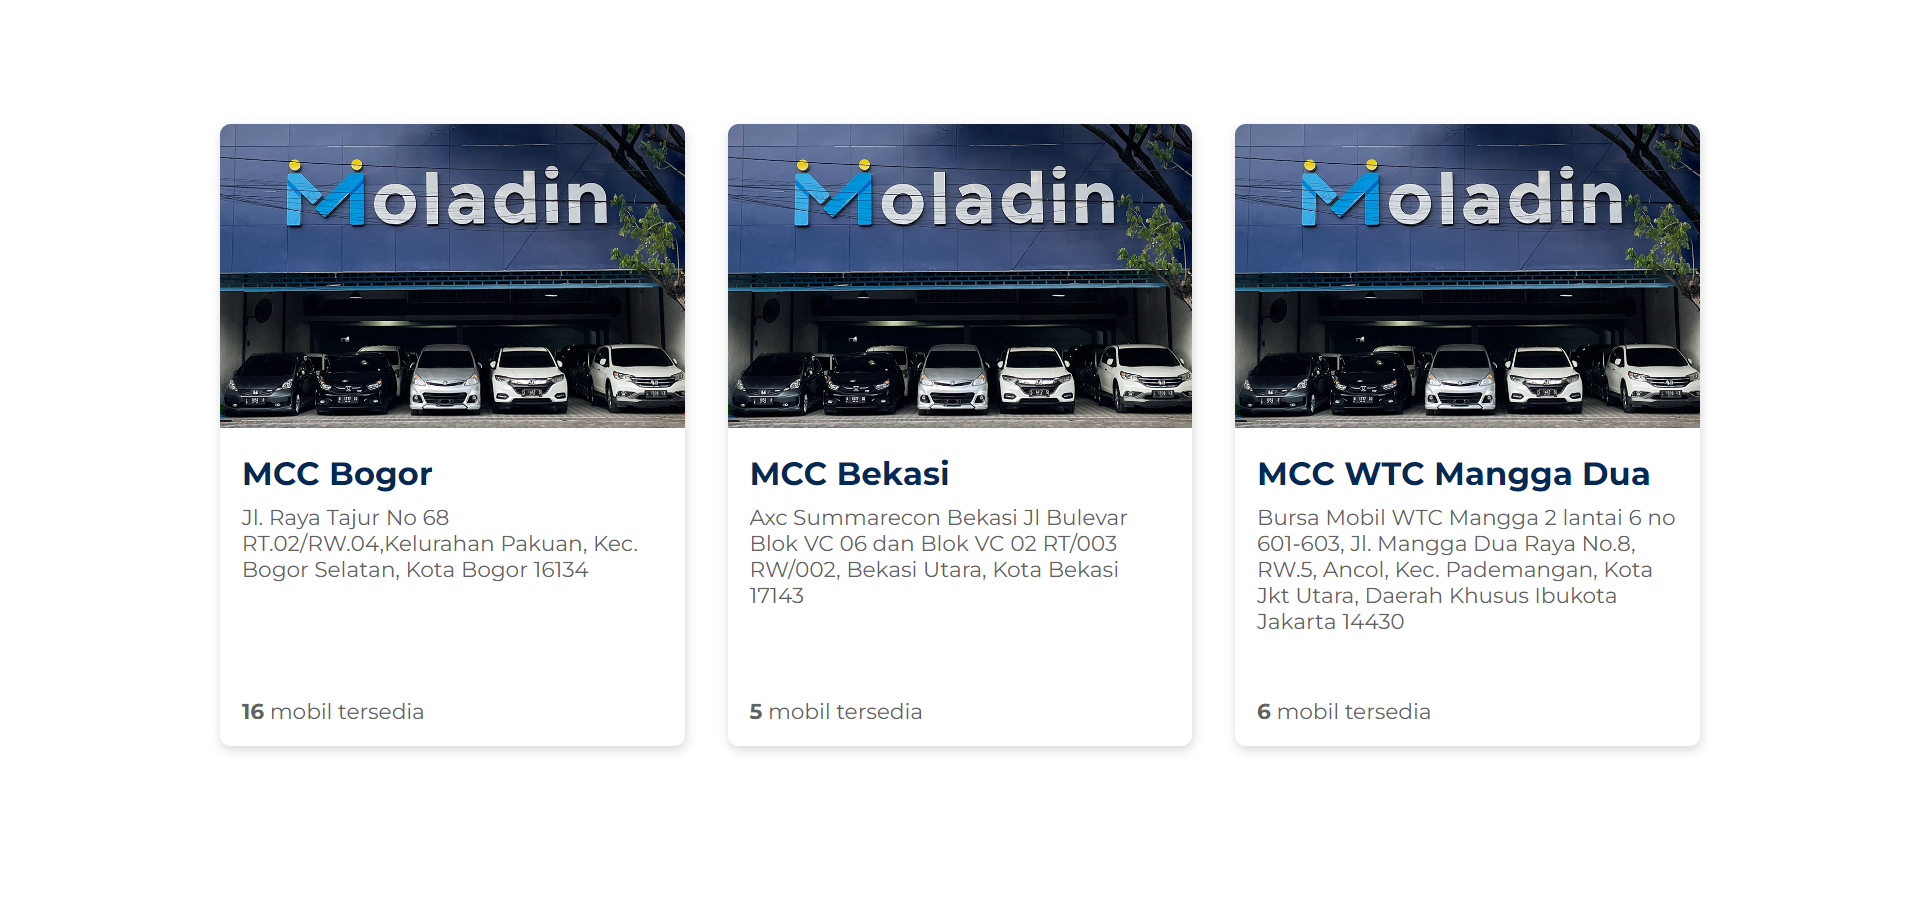 Moladin
MCC Bogor
Jl. Raya Tajur No 68
RT.02/RW.04,Kelurahan Pakuan, Kec.
Bogor Selatan, Kota Bogor 16134
16 mobil tersedia
Moladin
MCC Bekasi
Axc Summarecon Bekasi Jl Bulevar
Blok VC 06 dan Blok VC 02 RT/003
RW/002, Bekasi Utara, Kota Bekasi
17143
5 mobil tersedia
Moladin
MCC WTC Mangga Dua
Bursa Mobil WTC Mangga 2 lantai 6 no
601-603, Jl. Mangga Dua Raya No.8,
RW.5, Ancol, Kec. Pademangan, Kota
Jkt Utara, Daerah Khusus Ibukota
Jakarta 14430
6 mobil tersedia